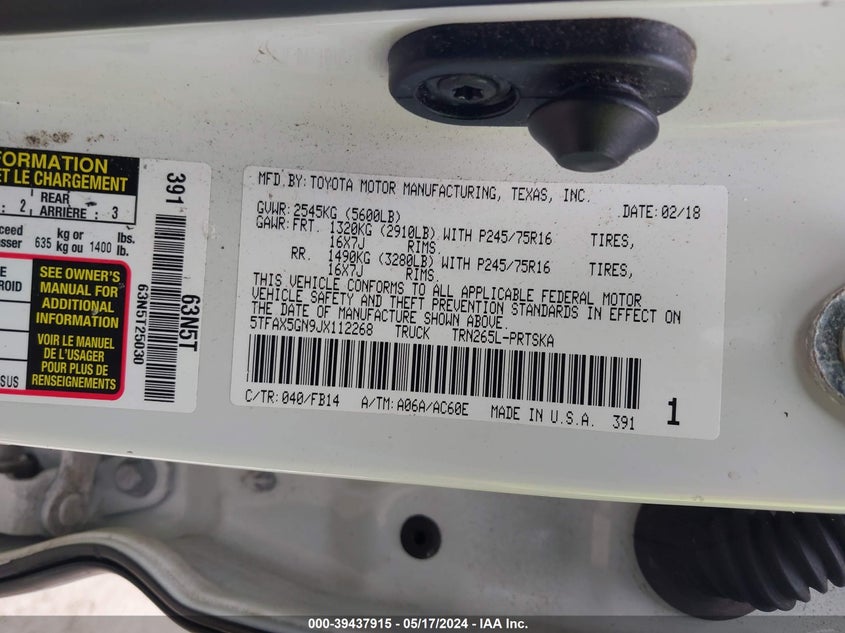 FORMATION
ET LE CHARGEMENT
: 2 REAR ARRIÈRE : 3
kg or lbs.
635 kg ou 1400 lb.
SEE OWNER'S
MANUAL FOR
ADDITIONAL
INFORMATION
VOIR LE MANUEL
DE L'USAGER
POUR PLUS DE
RENSEIGNEMENTS
391
63N5T
63N5T25030
MFD.BY: TOYOTA MOTOR MANUFACTURING, TEXAS, INC.
DATE: 02/18
GVWR: 2545KG (5600LB)
GAWR: FRT. 1320KG (2910LB) WITH P245/75R16 TIRES,
16X7J RIMS.
RR. 1490KG (3280LB) WITH P245/75R16 TIRES,
16X7J RIMS.
THIS VEHICLE CONFORMS TO ALL APPLICABLE FEDERAL MOTOR
VEHICLE SAFETY AND THEFT PREVENTION STANDARDS IN EFFECT ON
THE DATE OF MANUFACTURE SHOWN ABOVE.
5TFAX5GN9JX112268 TRUCK TRN265L-PRTSKA
C/TR: 040/FB14 A/TM: A06A/AC60E MADE IN U.S.A. 391
1
000-39437915 - 05/17/2024 - IAA Inc.